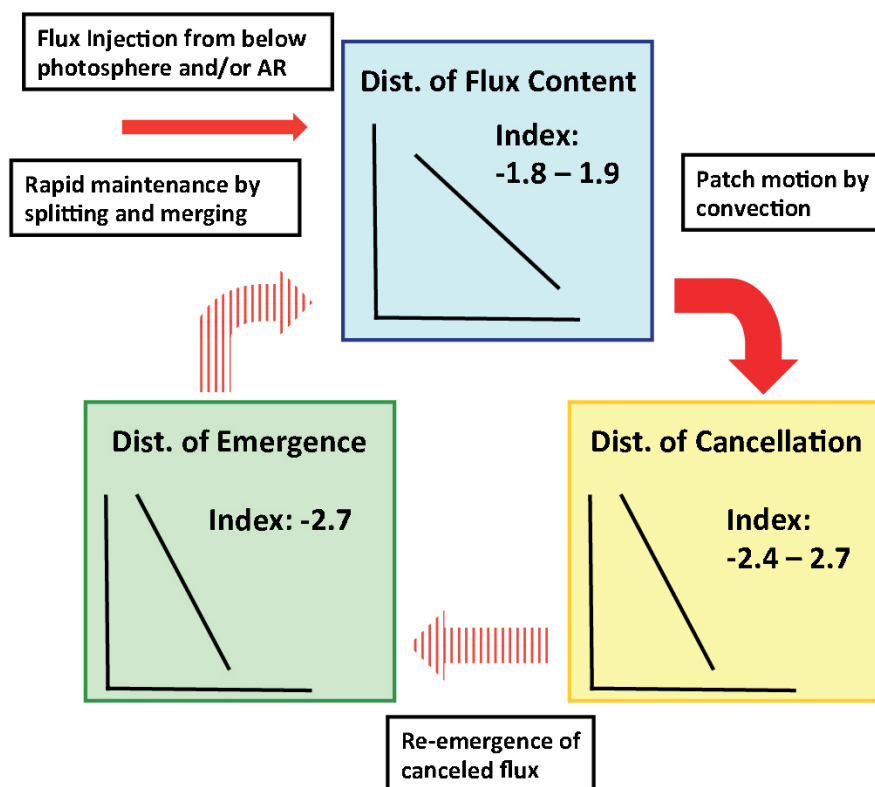 Flux Injection from below
photosphere and/or AR
Dist. of Flux Content
Index:
-1.8 – 1.9
Rapid maintenance by
splitting and merging
Patch motion by
convection
Dist. of Emergence
Index: -2.7
Dist. of Cancellation
Index:
-2.4 – 2.7
Re-emergence of
canceled flux